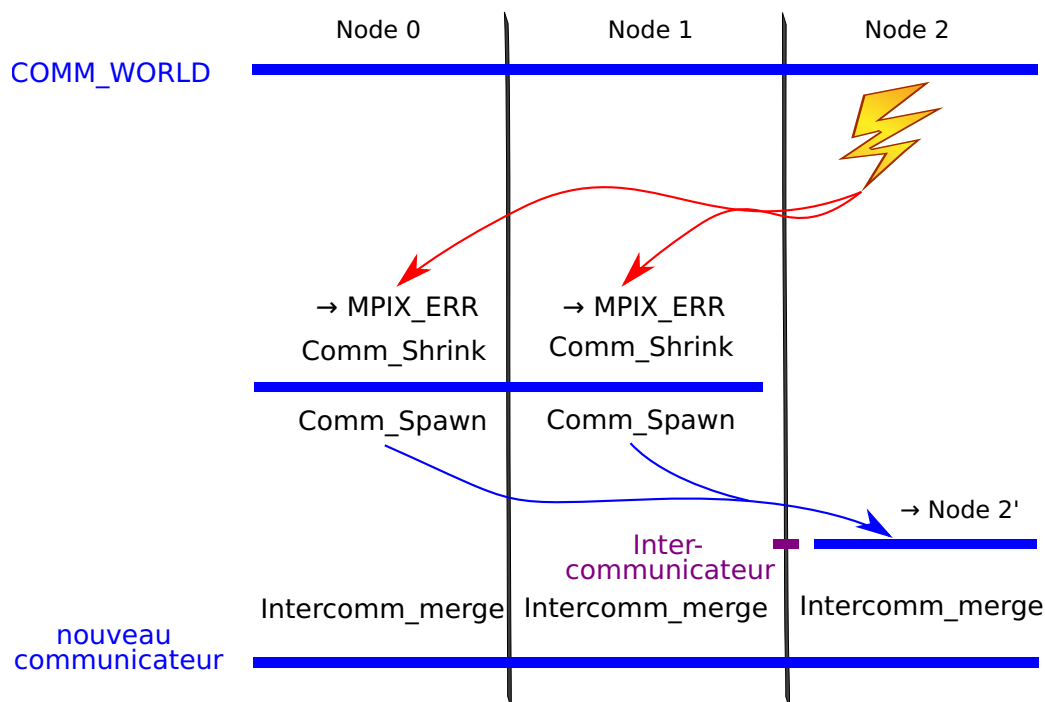 Node 0
Node 1
Node 2
COMM_WORLD
→ MPIX_ERR
→ MPIX_ERR
Comm_Shrink
Comm_Shrink
Comm_Spawn
Comm_Spawn
→ Node 2'
Inter-
communicateur
Intercomm_merge
Intercomm_merge
Intercomm_merge
nouveau
communicateur